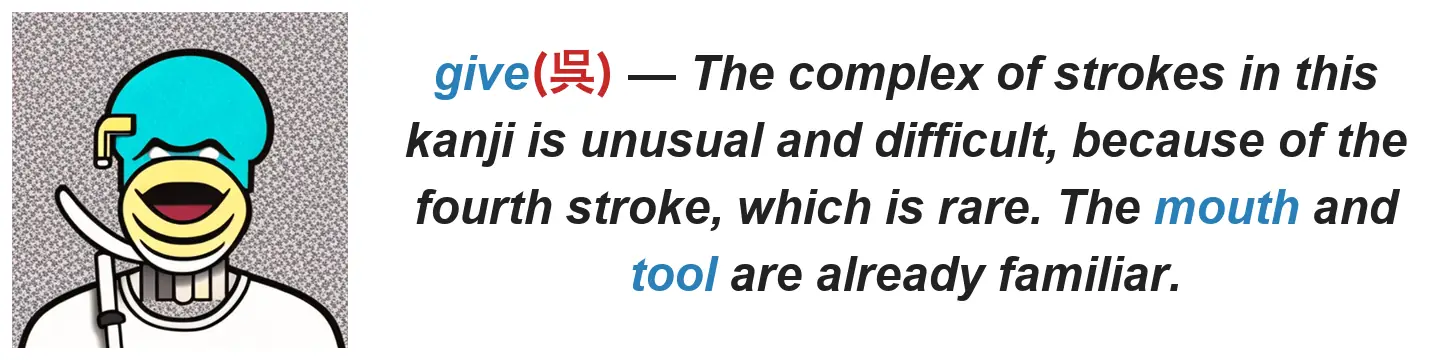 give(呉) — The complex of strokes in this
kanji is unusual and difficult, because of the
fourth stroke, which is rare. The mouth and
tool are already familiar.